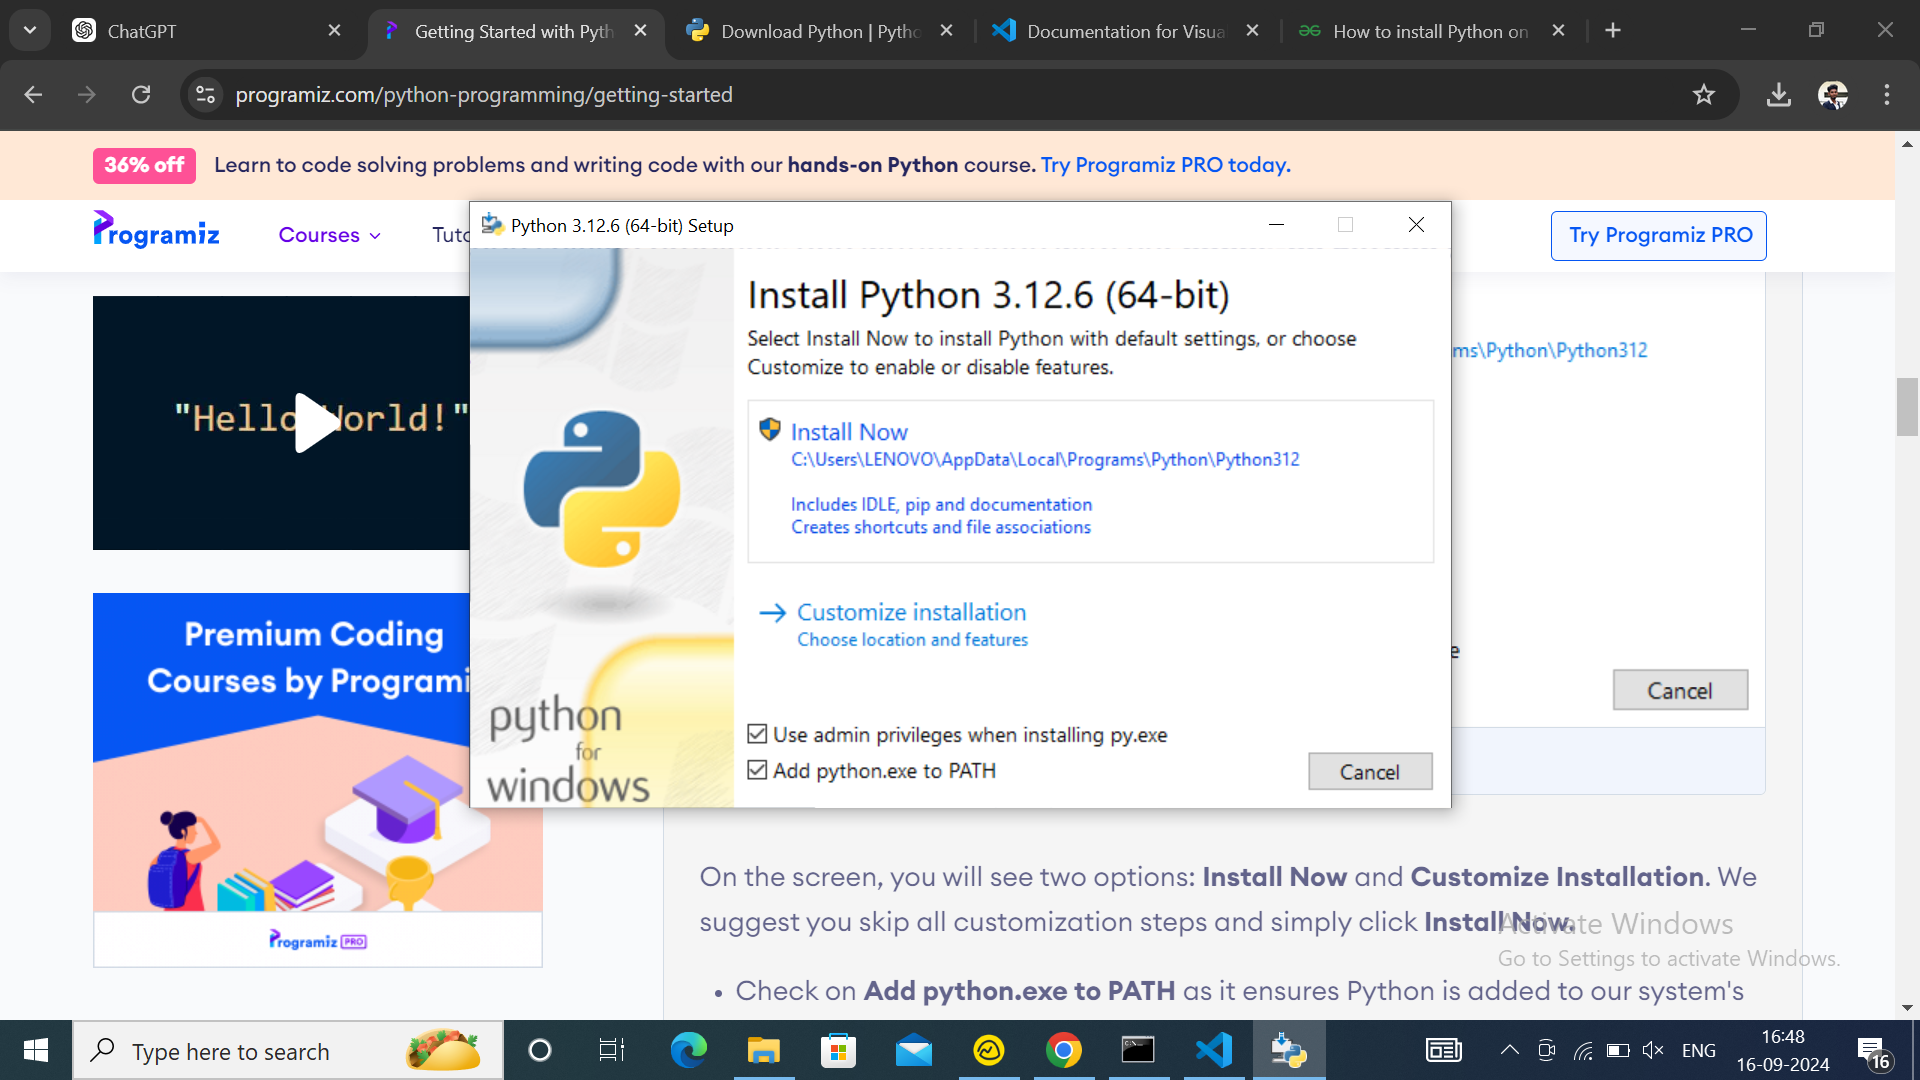 ChatGPT
Getting Started with Pyth
Download Python | Pytho
Documentation for Visua
How to install Python on
programiz.com/python-programming/getting-started
36% off Learn to code solving problems and writing code with our hands-on Python course. Try Programiz PRO today.
Programiz
Courses
Tuto
Try Programiz PRO
"Hello World!"
Premium Coding
Courses by Programi
Programiz PRO
Python 3.12.6 (64-bit) Setup
Install Python 3.12.6 (64-bit)
Select Install Now to install Python with default settings, or choose
Customize to enable or disable features.
Install Now
C:\Users\LENOVO\AppData\Local\Programs\Python\Python312
Includes IDLE, pip and documentation
Creates shortcuts and file associations
Customize installation
Choose location and features
Use admin privileges when installing py.exe
Add python.exe to PATH
Cancel
python
for
windows
ms\Python\Python312
e
Cancel
On the screen, you will see two options: Install Now and Customize Installation. We
suggest you skip all customization steps and simply click Install Now.
• Check on Add python.exe to PATH as it ensures Python is added to our system's
Activate Windows
Go to Settings to activate Windows.
Type here to search
ENG
16:48
16-09-2024
16